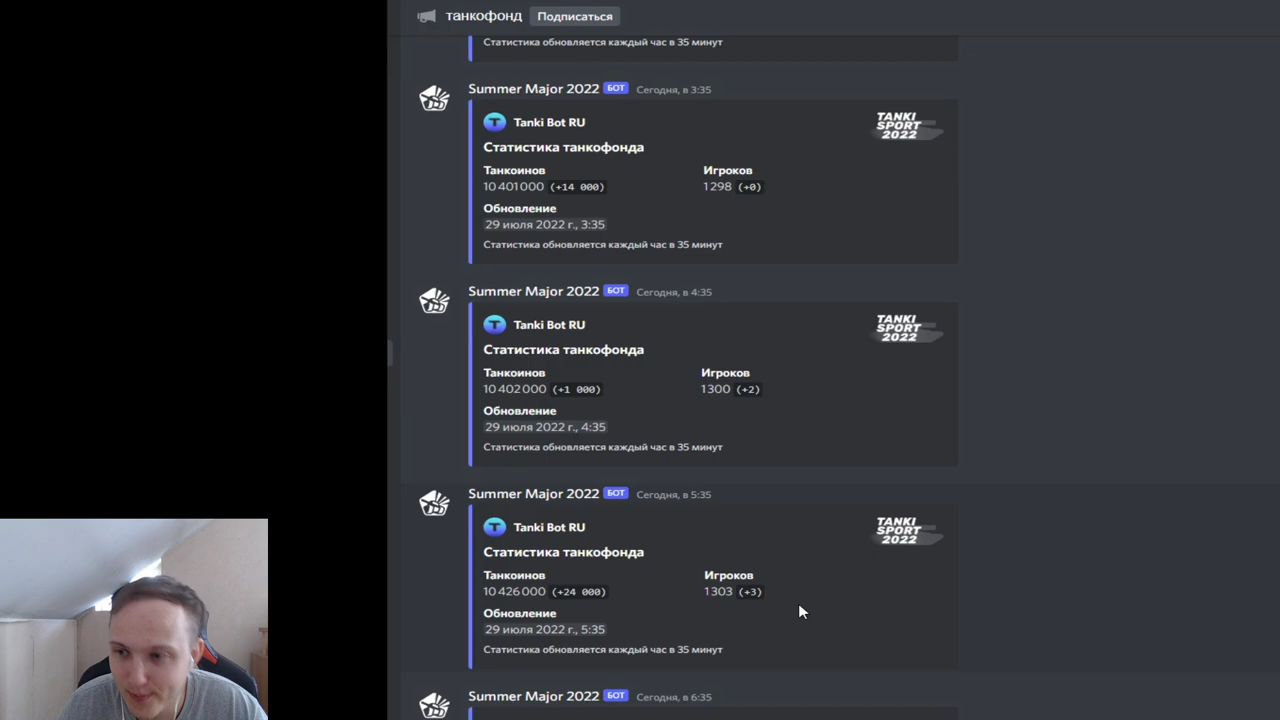 танкофонд Подписаться
Статистика обновляется каждый час в 35 минут
Summer Major 2022 БОТ Сегодня, в 3:35
Tanki Bot RU
TANKI SPORT 2022
Статистика танкофонда
Танкоинов Игроков
10 401 000 (+14 000) 1298 (+0)
Обновление
29 июля 2022 г., 3:35
Статистика обновляется каждый час в 35 минут
Summer Major 2022 БОТ Сегодня, в 4:35
Tanki Bot RU
TANKI SPORT 2022
Статистика танкофонда
Танкоинов Игроков
10 402 000 (+1 000) 1300 (+2)
Обновление
29 июля 2022 г., 4:35
Статистика обновляется каждый час в 35 минут
Summer Major 2022 БОТ Сегодня, в 5:35
Tanki Bot RU
TANKI SPORT 2022
Статистика танкофонда
Танкоинов Игроков
10 426 000 (+24 000) 1303 (+3)
Обновление
29 июля 2022 г., 5:35
Статистика обновляется каждый час в 35 минут
Summer Major 2022 БОТ Сегодня, в 6:35